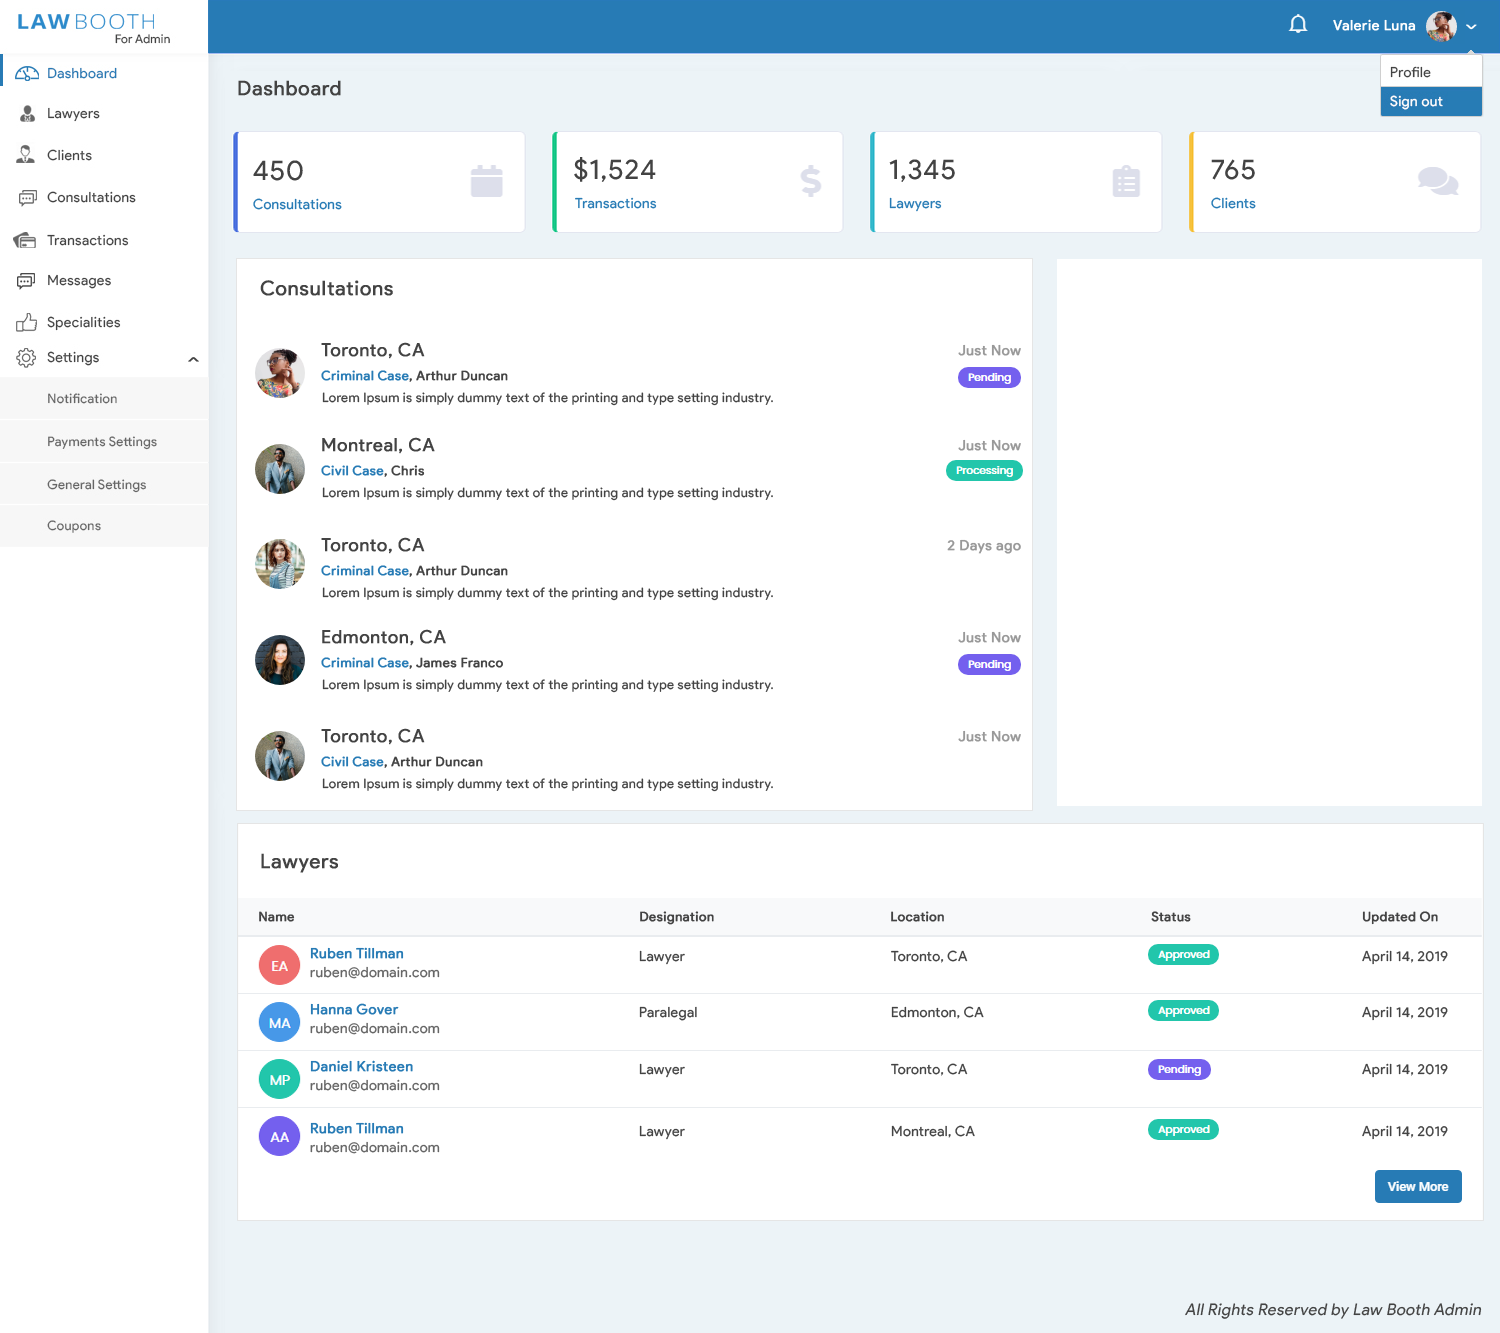 LAW BOOTH
For Admin
Valerie Luna
Profile
Sign out
Dashboard
Lawyers
Clients
Consultations
Transactions
Messages
Specialities
Settings
Notification
Payments Settings
General Settings
Coupons
Dashboard
450
Consultations
$1,524
Transactions
1,345
Lawyers
765
Clients
Consultations
Toronto, CA
Just Now
Criminal Case, Arthur Duncan
Pending
Lorem Ipsum is simply dummy text of the printing and type setting industry.
Montreal, CA
Just Now
Civil Case, Chris
Processing
Lorem Ipsum is simply dummy text of the printing and type setting industry.
Toronto, CA
2 Days ago
Criminal Case, Arthur Duncan
Lorem Ipsum is simply dummy text of the printing and type setting industry.
Edmonton, CA
Just Now
Criminal Case, James Franco
Pending
Lorem Ipsum is simply dummy text of the printing and type setting industry.
Toronto, CA
Just Now
Civil Case, Arthur Duncan
Lorem Ipsum is simply dummy text of the printing and type setting industry.
Lawyers
Name Designation Location Status Updated On
EA Ruben Tillman Lawyer Toronto, CA Approved April 14, 2019
ruben@domain.com
MA Hanna Gover Paralegal Edmonton, CA Approved April 14, 2019
ruben@domain.com
MP Daniel Kristeen Lawyer Toronto, CA Pending April 14, 2019
ruben@domain.com
AA Ruben Tillman Lawyer Montreal, CA Approved April 14, 2019
ruben@domain.com
View More
All Rights Reserved by Law Booth Admin